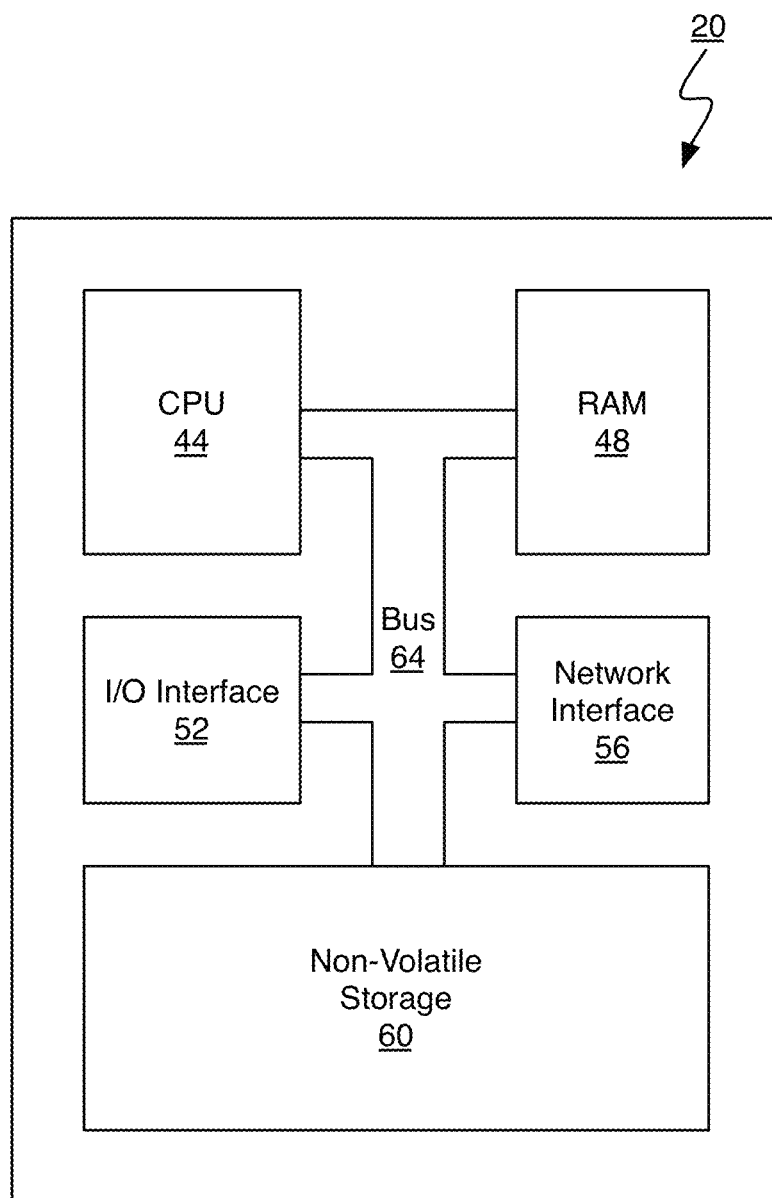 20
CPU
44
RAM
48
Bus
64
I/O Interface
52
Network
Interface
56
Non-Volatile
Storage
60